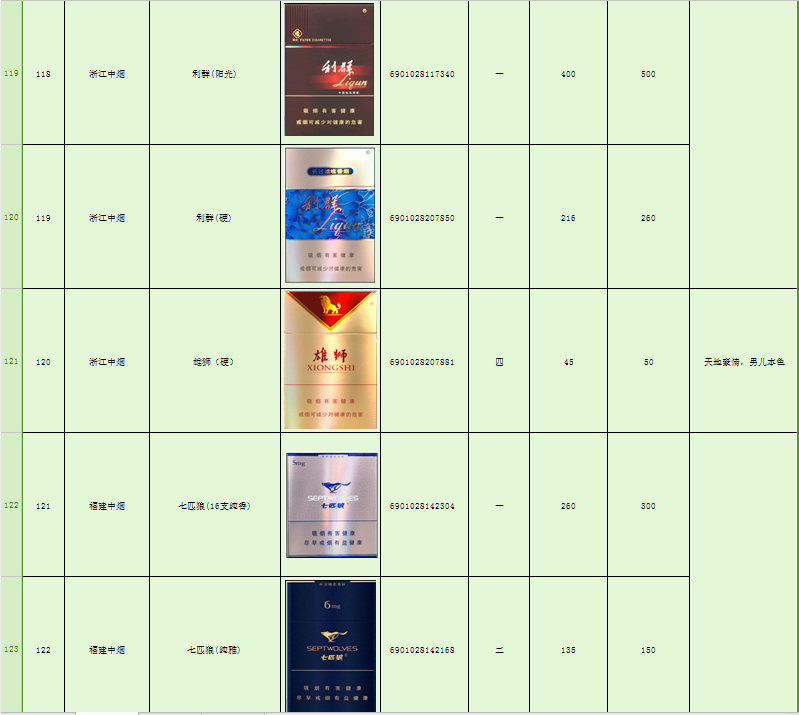 119 118 浙江中烟 利群(阳光) 6901028117340 一 400 500
利群
Liqun
吸烟有害健康
戒烟可减少对健康的危害
120 119 浙江中烟 利群(硬) 6901028207850 一 216 260
利群
Liqun
吸烟有害健康
戒烟可减少对健康的危害
121 120 浙江中烟 雄狮（硬） 6901028207881 四 45 50 天地豪情，男儿本色
雄狮
XIONGSHI
吸烟有害健康
戒烟可减少对健康的危害
122 121 福建中烟 七匹狼(16支纯香) 6901028142304 一 260 300
5mg
SEPTWOLVES
七匹狼
吸烟有害健康
尽早戒烟有益健康
123 122 福建中烟 七匹狼(纯雅) 6901028142168 二 135 150
6mg
SEPTWOLVES
七匹狼
吸烟有害健康
尽早戒烟有益健康